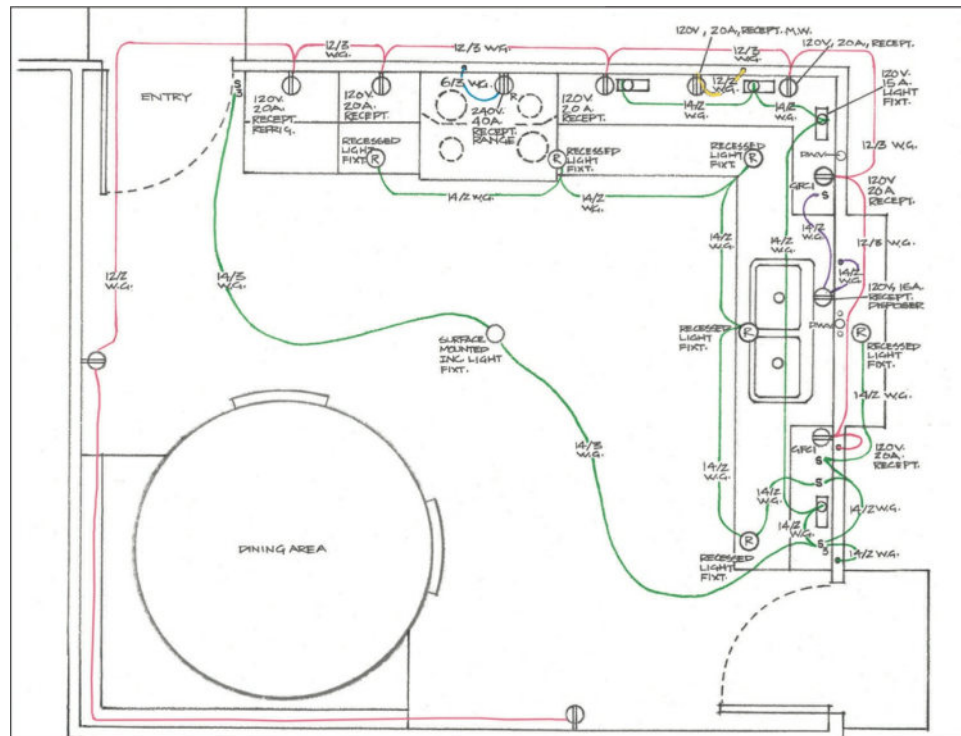 12/3
W.G.
12/3 W.G.
120V, 20A, RECEPT. M.W.
12/3
W.G.
120V, 20A, RECEPT.
120V.
15 A.
LIGHT
FIXT.
ENTRY
S3
120V.
20A.
RECEPT.
REFRIG.
120V.
20A.
RECEPT.
6/3 W.G.
R
240V.
40A.
RECEPT.
RANGE
120V.
20A.
RECEPT.
14/2
W.G.
12/2
W.G.
14/2
W.G.
RECESSED
LIGHT
FIXT.
R
R
RECESSED
LIGHT
FIXT.
RECESSED
LIGHT
FIXT.
R
14/2 W.G.
14/2
W.G.
12/3 W.G.
GFCI
S
120V
20A
RECEPT.
12/2
W.G.
14/3
W.G.
14/2
W.G.
14/2
W.G.
14/2
W.G.
14/2
W.G.
120V, 15A.
RECEPT.
DISPOSER
SURFACE
MOUNTED
INC. LIGHT
FIXT.
RECESSED
LIGHT
FIXT.
R
R
RECESSED
LIGHT
FIXT.
14/2 W.G.
GFCI
S
S
120V.
20A.
RECEPT.
14/3
W.G.
14/2
W.G.
14/2
W.G.
14/2
W.G.
14/2 W.G.
S3
14/2 W.G.
R
RECESSED
LIGHT
FIXT.
DINING AREA